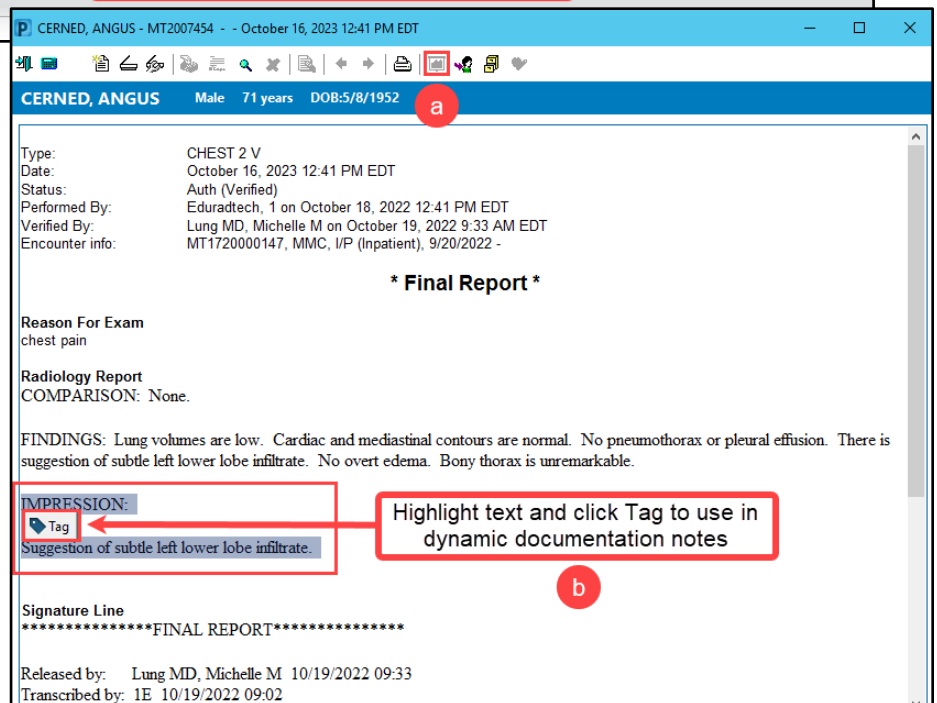 CERNED, ANGUS - MT2007454 - - October 16, 2023 12:41 PM EDT
CERNED, ANGUS Male 71 years DOB:5/8/1952
a
Type: CHEST 2 V
Date: October 16, 2023 12:41 PM EDT
Status: Auth (Verified)
Performed By: Eduradtech, 1 on October 18, 2022 12:41 PM EDT
Verified By: Lung MD, Michelle M on October 19, 2022 9:33 AM EDT
Encounter info: MT1720000147, MMC, I/P (Inpatient), 9/20/2022 -
* Final Report *
Reason For Exam
chest pain
Radiology Report
COMPARISON: None.
FINDINGS: Lung volumes are low. Cardiac and mediastinal contours are normal. No pneumothorax or pleural effusion. There is
suggestion of subtle left lower lobe infiltrate. No overt edema. Bony thorax is unremarkable.
IMPRESSION:
Tag
Suggestion of subtle left lower lobe infiltrate.
Highlight text and click Tag to use in
dynamic documentation notes
b
Signature Line
***************FINAL REPORT***************
Released by: Lung MD, Michelle M 10/19/2022 09:33
Transcribed by: 1E 10/19/2022 09:02